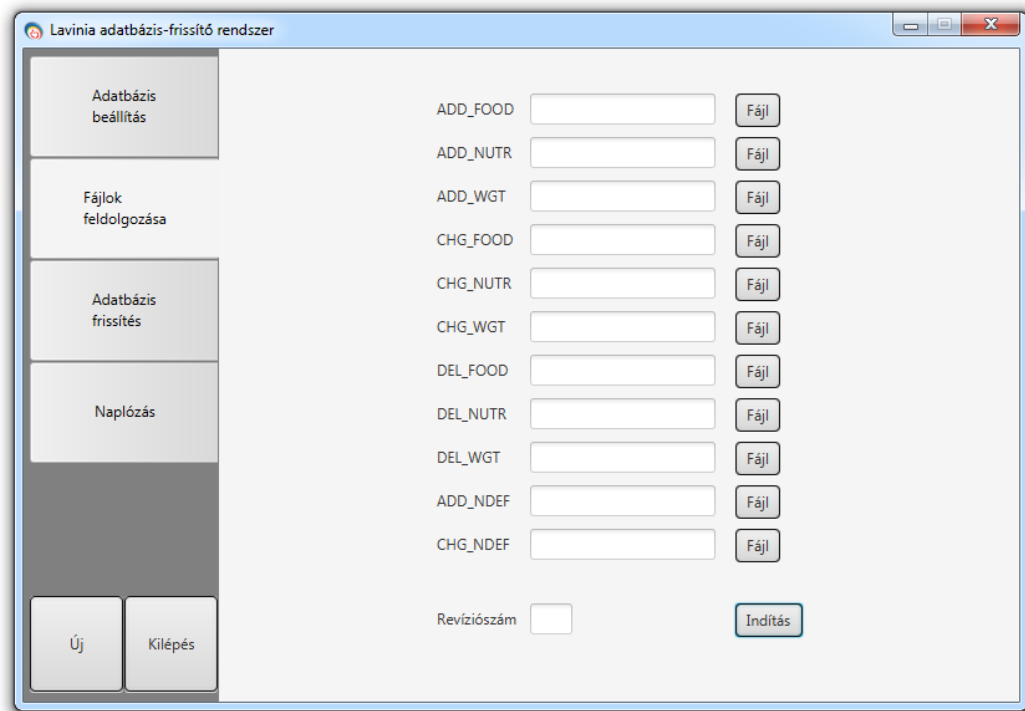 Lavinia adatbázis-frissítő rendszer
Adatbázis
beállítás
Fájlok
feldolgozása
Adatbázis
frissítés
Naplózás
Új
Kilépés
ADD_FOOD Fájl
ADD_NUTR Fájl
ADD_WGT Fájl
CHG_FOOD Fájl
CHG_NUTR Fájl
CHG_WGT Fájl
DEL_FOOD Fájl
DEL_NUTR Fájl
DEL_WGT Fájl
ADD_NDEF Fájl
CHG_NDEF Fájl
Revíziószám Indítás